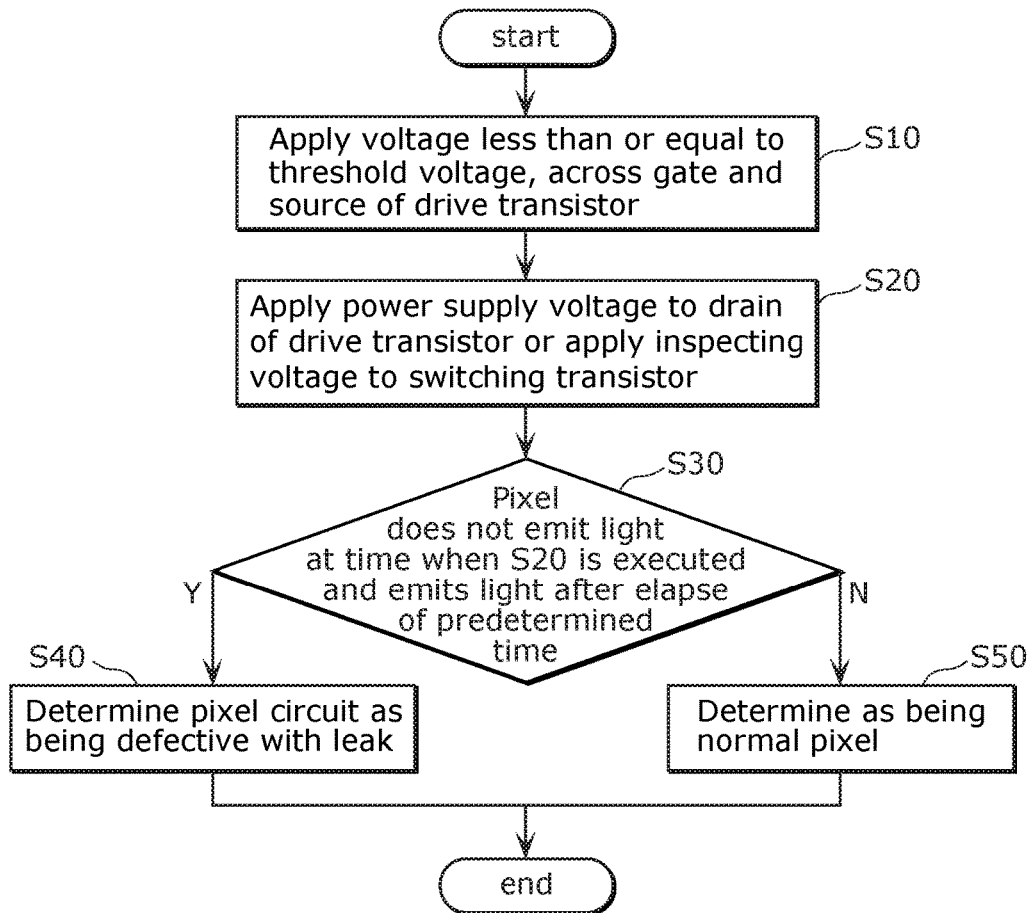 start
Apply voltage less than or equal to
threshold voltage, across gate and
source of drive transistor
S10
Apply power supply voltage to drain
of drive transistor or apply inspecting
voltage to switching transistor
S20
S30
Pixel
does not emit light
at time when S20 is executed
and emits light after elapse
of predetermined
time
Y
N
S40
Determine pixel circuit as
being defective with leak
S50
Determine as being
normal pixel
end